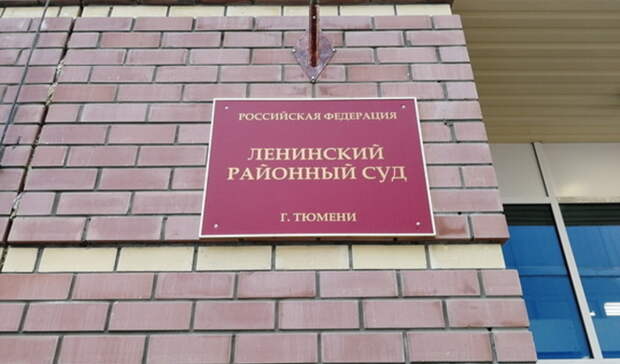 РОССИЙСКАЯ ФЕДЕРАЦИЯ
ЛЕНИНСКИЙ
РАЙОННЫЙ СУД
Г. ТЮМЕНИ